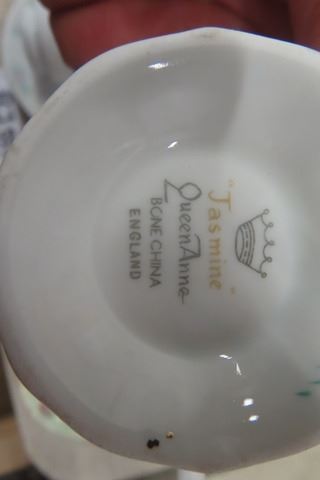 "Jasmine"
Queen Anne
BONE CHINA
ENGLAND